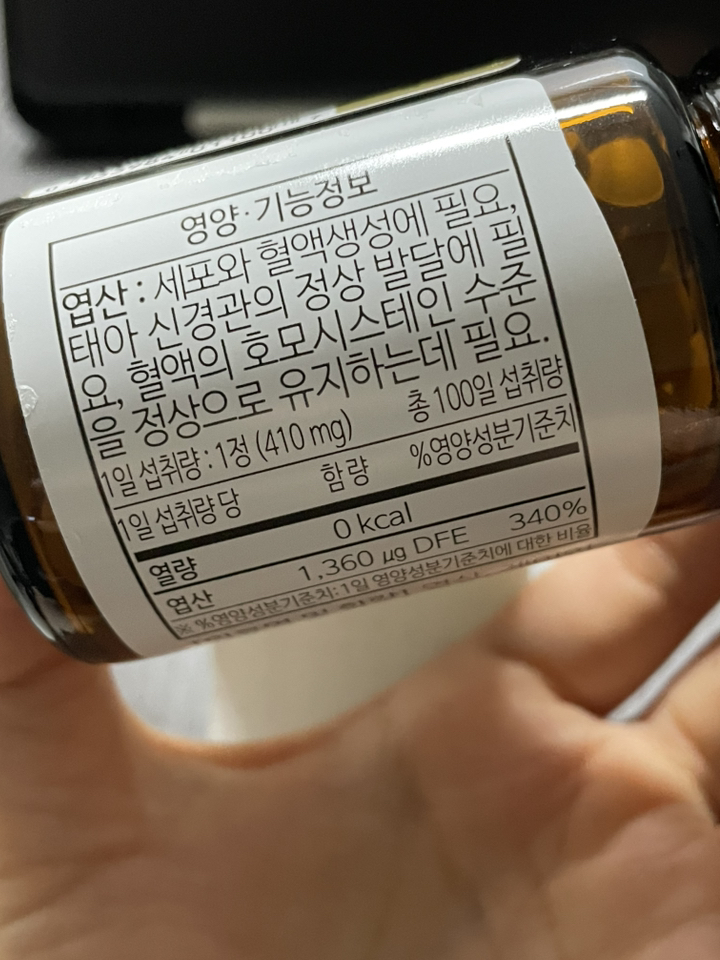 영양·기능정보
엽산 : 세포와 혈액생성에 필요,
태아 신경관의 정상 발달에 필
요, 혈액의 호모시스테인 수준
을 정상으로 유지하는데 필요.
1일 섭취량 : 1정 (410 mg) 총 100일 섭취량
1일 섭취량당 함량 %영양성분기준치
열량 0 kcal
엽산 1,360 µg DFE 340%
※ %영양성분기준치: 1일 영양성분기준치에 대한 비율